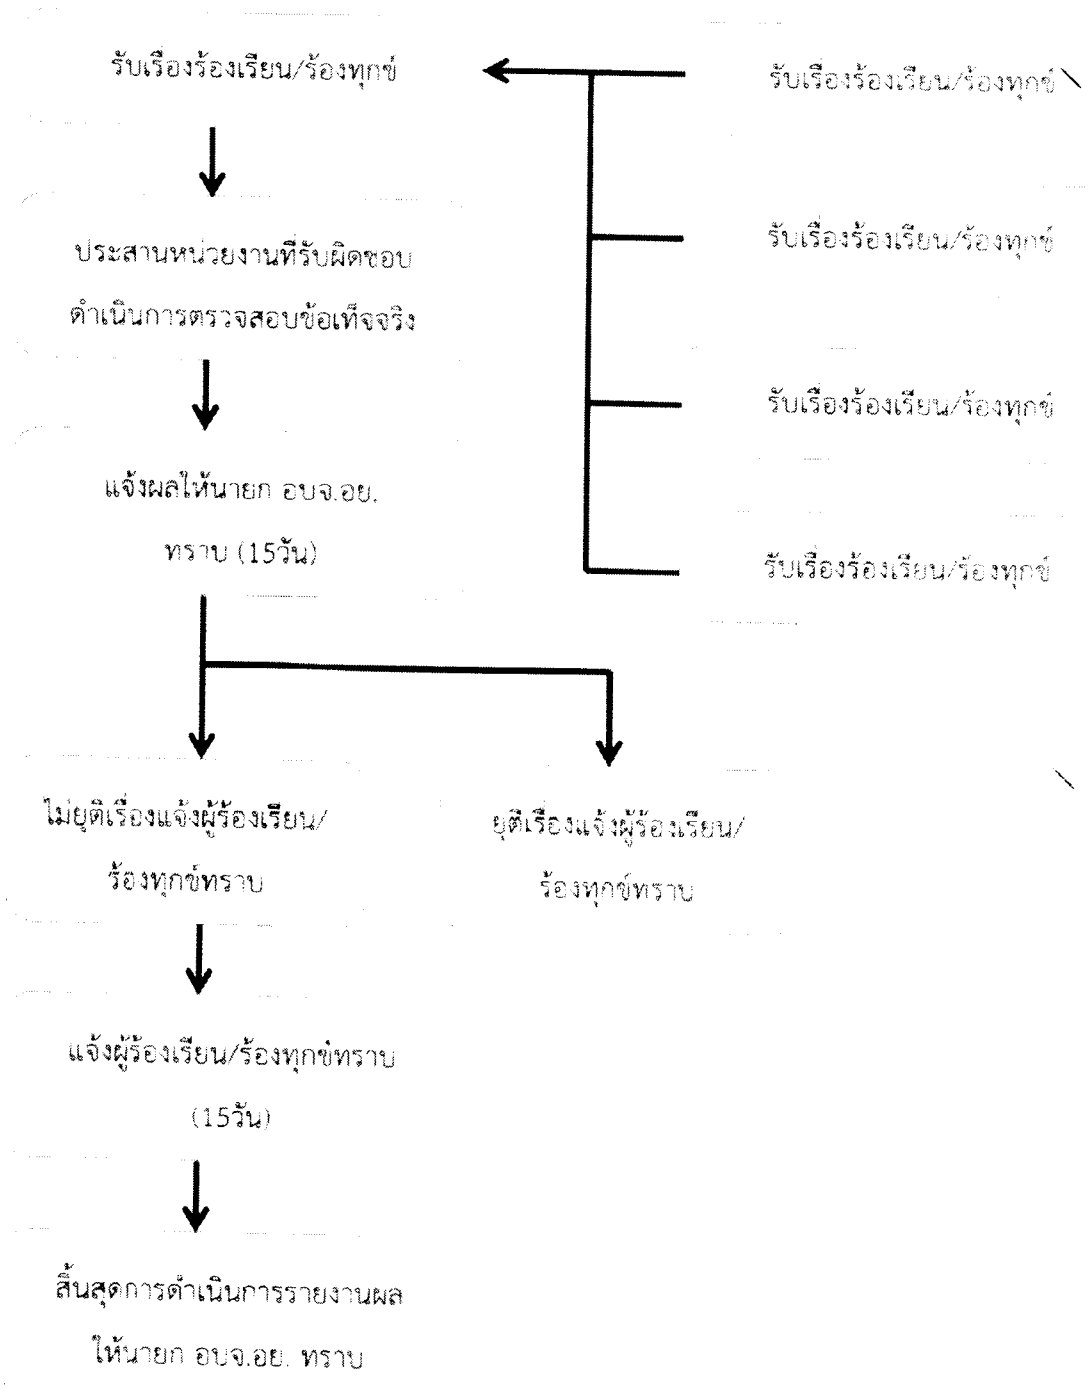 รับเรื่องร้องเรียน/ร้องทุกข์
รับเรื่องร้องเรียน/ร้องทุกข์
ประสานหน่วยงานที่รับผิดชอบ
ดำเนินการตรวจสอบข้อเท็จจริง
รับเรื่องร้องเรียน/ร้องทุกข์
รับเรื่องร้องเรียน/ร้องทุกข์
แจ้งผลให้นายก อบจ.อย.
ทราบ (15วัน)
รับเรื่องร้องเรียน/ร้องทุกข์
ไม่ยุติเรื่องแจ้งผู้ร้องเรียน/
ร้องทุกข์ทราบ
ยุติเรื่องแจ้งผู้ร้องเรียน/
ร้องทุกข์ทราบ
แจ้งผู้ร้องเรียน/ร้องทุกข์ทราบ
(15วัน)
สิ้นสุดการดำเนินการรายงานผล
ให้นายก อบจ.อย. ทราบ